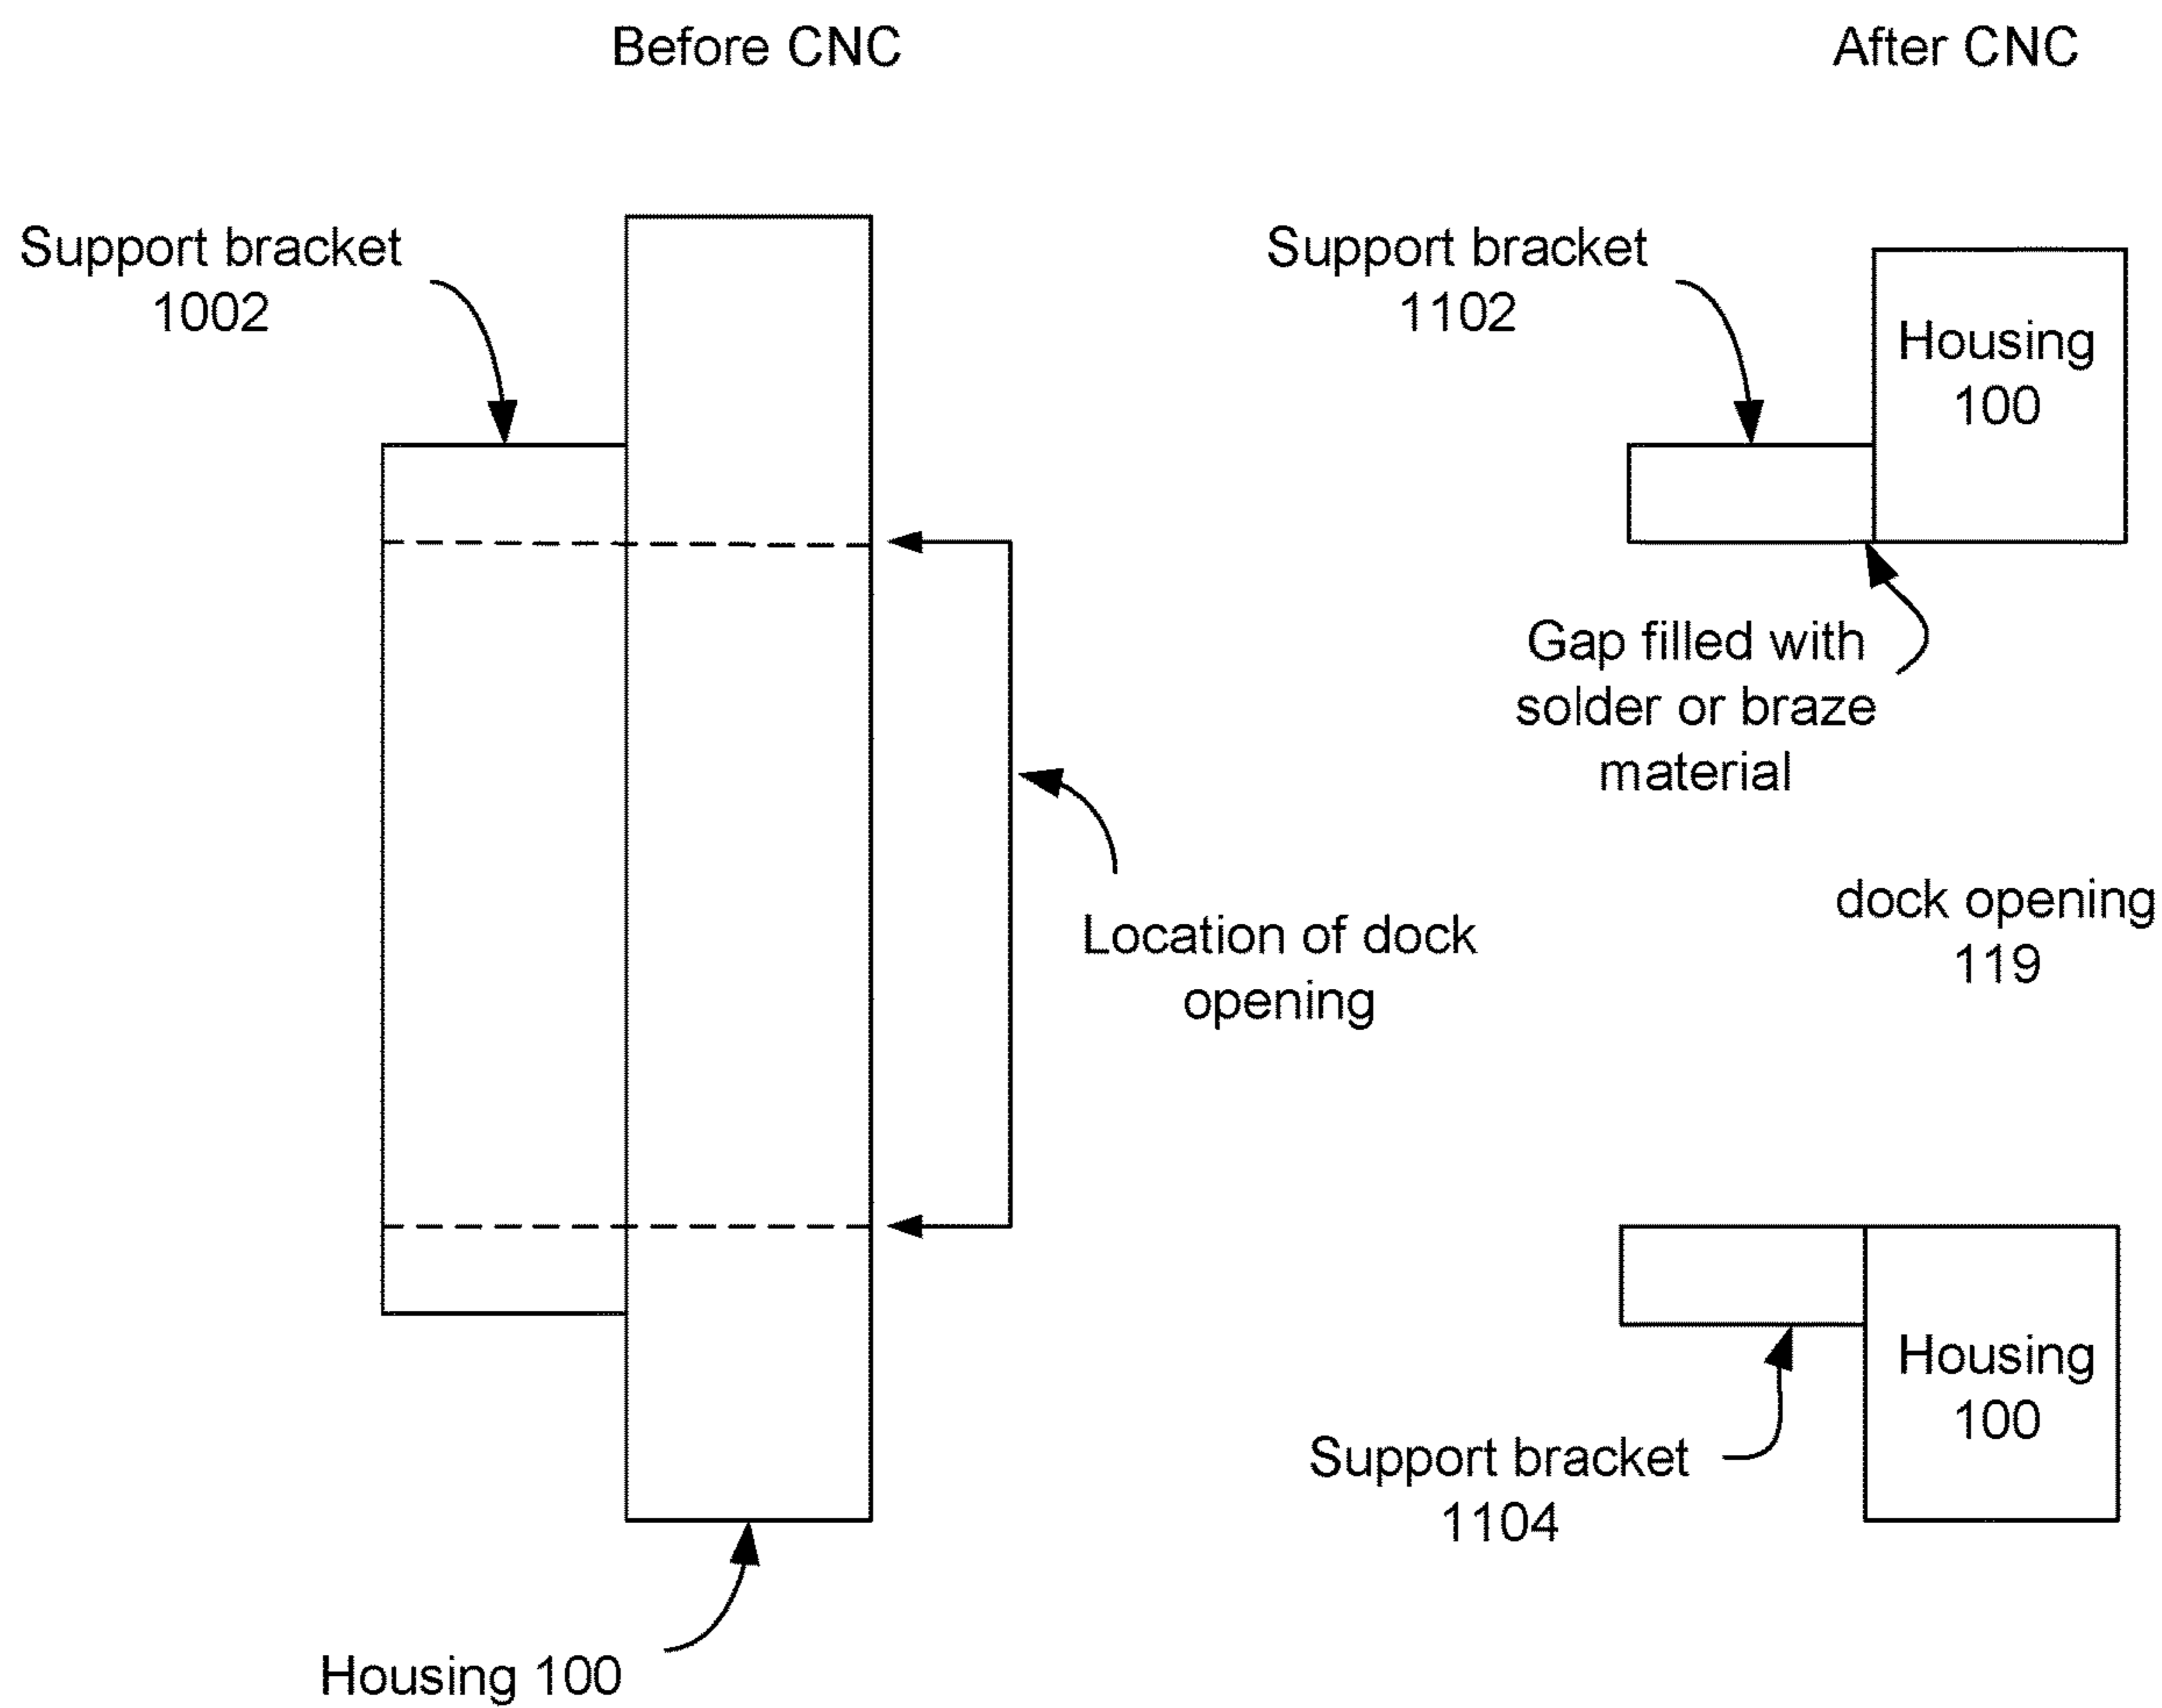 Before CNC
After CNC
Support bracket
1002
Support bracket
1102
Housing
100
Gap filled with
solder or braze
material
Location of dock
opening
dock opening
119
Housing
100
Support bracket
1104
Housing 100